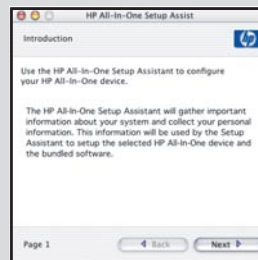 HP All-In-One Setup Assist
Introduction
hp
Use the HP All-In-One Setup Assistant to configure
your HP All-In-One device.
The HP All-In-One Setup Assistant will gather important
information about your system and collect your personal
information. This information will be used by the Setup
Assistant to setup the selected HP All-In-One device and
the bundled software.
Page 1
Back
Next